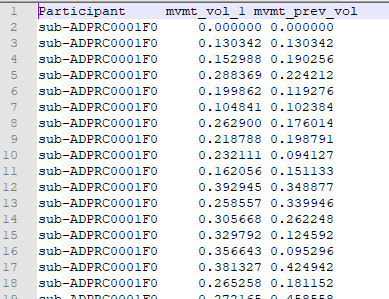 1 Participant mvmt_vol_1 mvmt_prev_vol
2 sub-ADPRC0001F0 0.000000 0.000000
3 sub-ADPRC0001F0 0.130342 0.130342
4 sub-ADPRC0001F0 0.152988 0.190256
5 sub-ADPRC0001F0 0.288369 0.224212
6 sub-ADPRC0001F0 0.199862 0.119276
7 sub-ADPRC0001F0 0.104841 0.102384
8 sub-ADPRC0001F0 0.262900 0.176014
9 sub-ADPRC0001F0 0.218788 0.198791
10 sub-ADPRC0001F0 0.232111 0.094127
11 sub-ADPRC0001F0 0.162056 0.151133
12 sub-ADPRC0001F0 0.392945 0.348877
13 sub-ADPRC0001F0 0.258557 0.339946
14 sub-ADPRC0001F0 0.305668 0.262248
15 sub-ADPRC0001F0 0.329792 0.124592
16 sub-ADPRC0001F0 0.356643 0.095296
17 sub-ADPRC0001F0 0.381327 0.424942
18 sub-ADPRC0001F0 0.265258 0.181152
19 sub-ADPRC0001F0 0.272165 0.458558